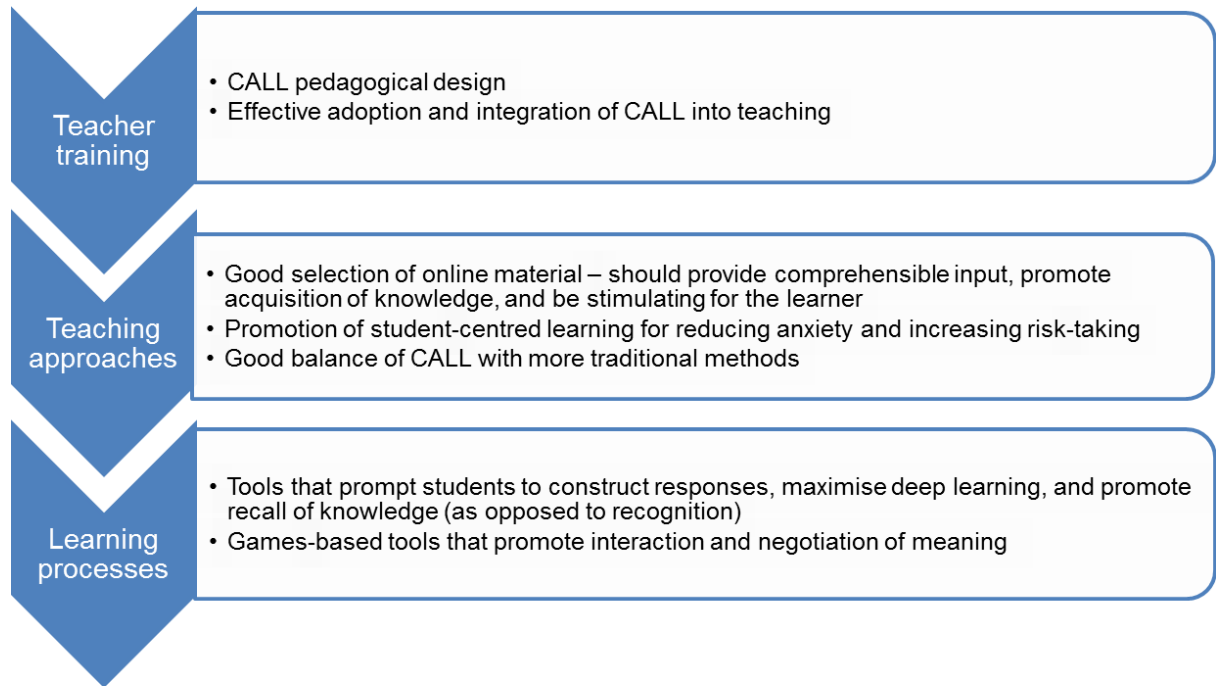 Teacher
training
• CALL pedagogical design
• Effective adoption and integration of CALL into teaching
Teaching
approaches
• Good selection of online material – should provide comprehensible input, promote
acquisition of knowledge, and be stimulating for the learner
• Promotion of student-centred learning for reducing anxiety and increasing risk-taking
• Good balance of CALL with more traditional methods
Learning
processes
• Tools that prompt students to construct responses, maximise deep learning, and promote
recall of knowledge (as opposed to recognition)
• Games-based tools that promote interaction and negotiation of meaning